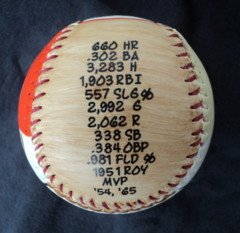 660 HR
.302 BA
3,283 H
1,903 RBI
557 SLG %
2,992 G
2,062 R
338 SB
.384 OBP
.981 FLD %
1951 ROY
MVP
'54, '65